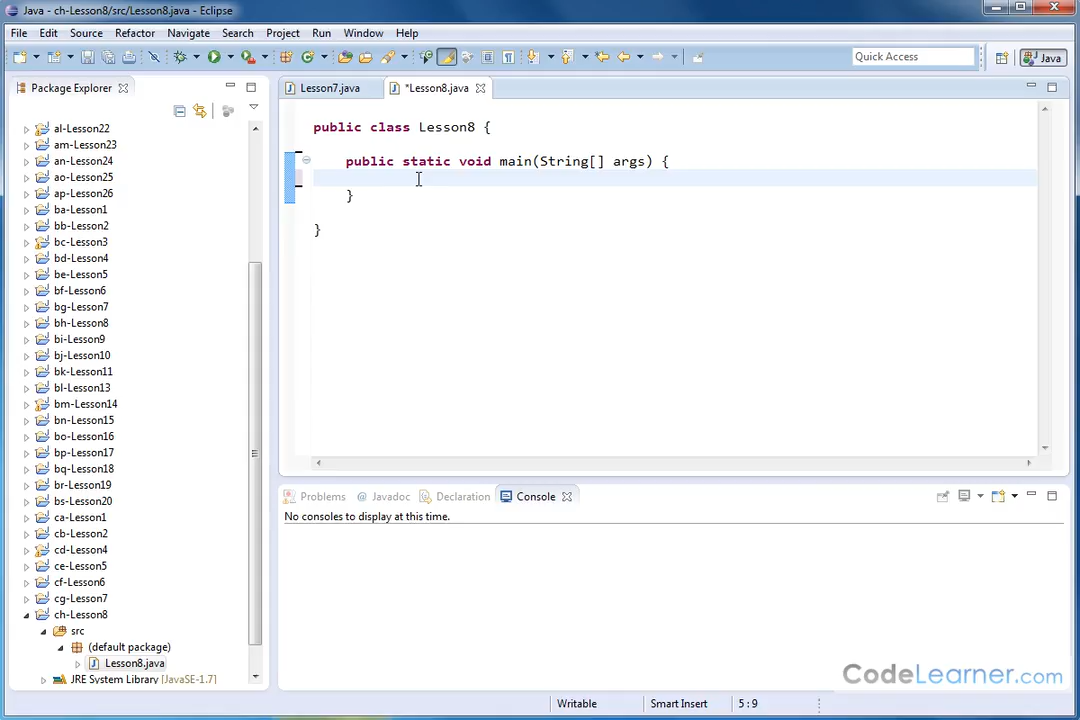 Java - ch-Lesson8/src/Lesson8.java - Eclipse
File Edit Source Refactor Navigate Search Project Run Window Help
Quick Access
Java
Package Explorer
Lesson7.java
*Lesson8.java
al-Lesson22
am-Lesson23
an-Lesson24
ao-Lesson25
ap-Lesson26
ba-Lesson1
bb-Lesson2
bc-Lesson3
bd-Lesson4
be-Lesson5
bf-Lesson6
bg-Lesson7
bh-Lesson8
bi-Lesson9
bj-Lesson10
bk-Lesson11
bl-Lesson13
bm-Lesson14
bn-Lesson15
bo-Lesson16
bp-Lesson17
bq-Lesson18
br-Lesson19
bs-Lesson20
ca-Lesson1
cb-Lesson2
cd-Lesson4
ce-Lesson5
cf-Lesson6
cg-Lesson7
ch-Lesson8
src
(default package)
Lesson8.java
JRE System Library [JavaSE-1.7]
public class Lesson8 {
public static void main(String[] args) {
}
}
Problems @ Javadoc Declaration Console
No consoles to display at this time.
CodeLearner.com
Writable Smart Insert 5 : 9